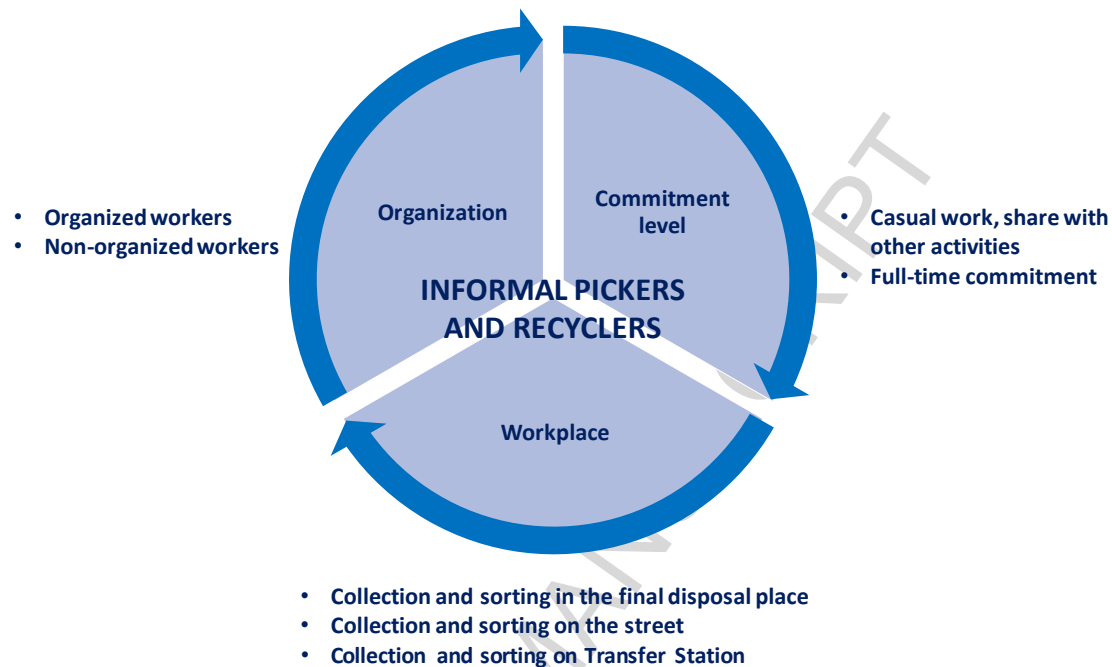 Organization
Commitment
level
• Organized workers
• Non-organized workers
• Casual work, share with
other activities
• Full-time commitment
INFORMAL PICKERS
AND RECYCLERS
Workplace
• Collection and sorting in the final disposal place
• Collection and sorting on the street
• Collection and sorting on Transfer Station